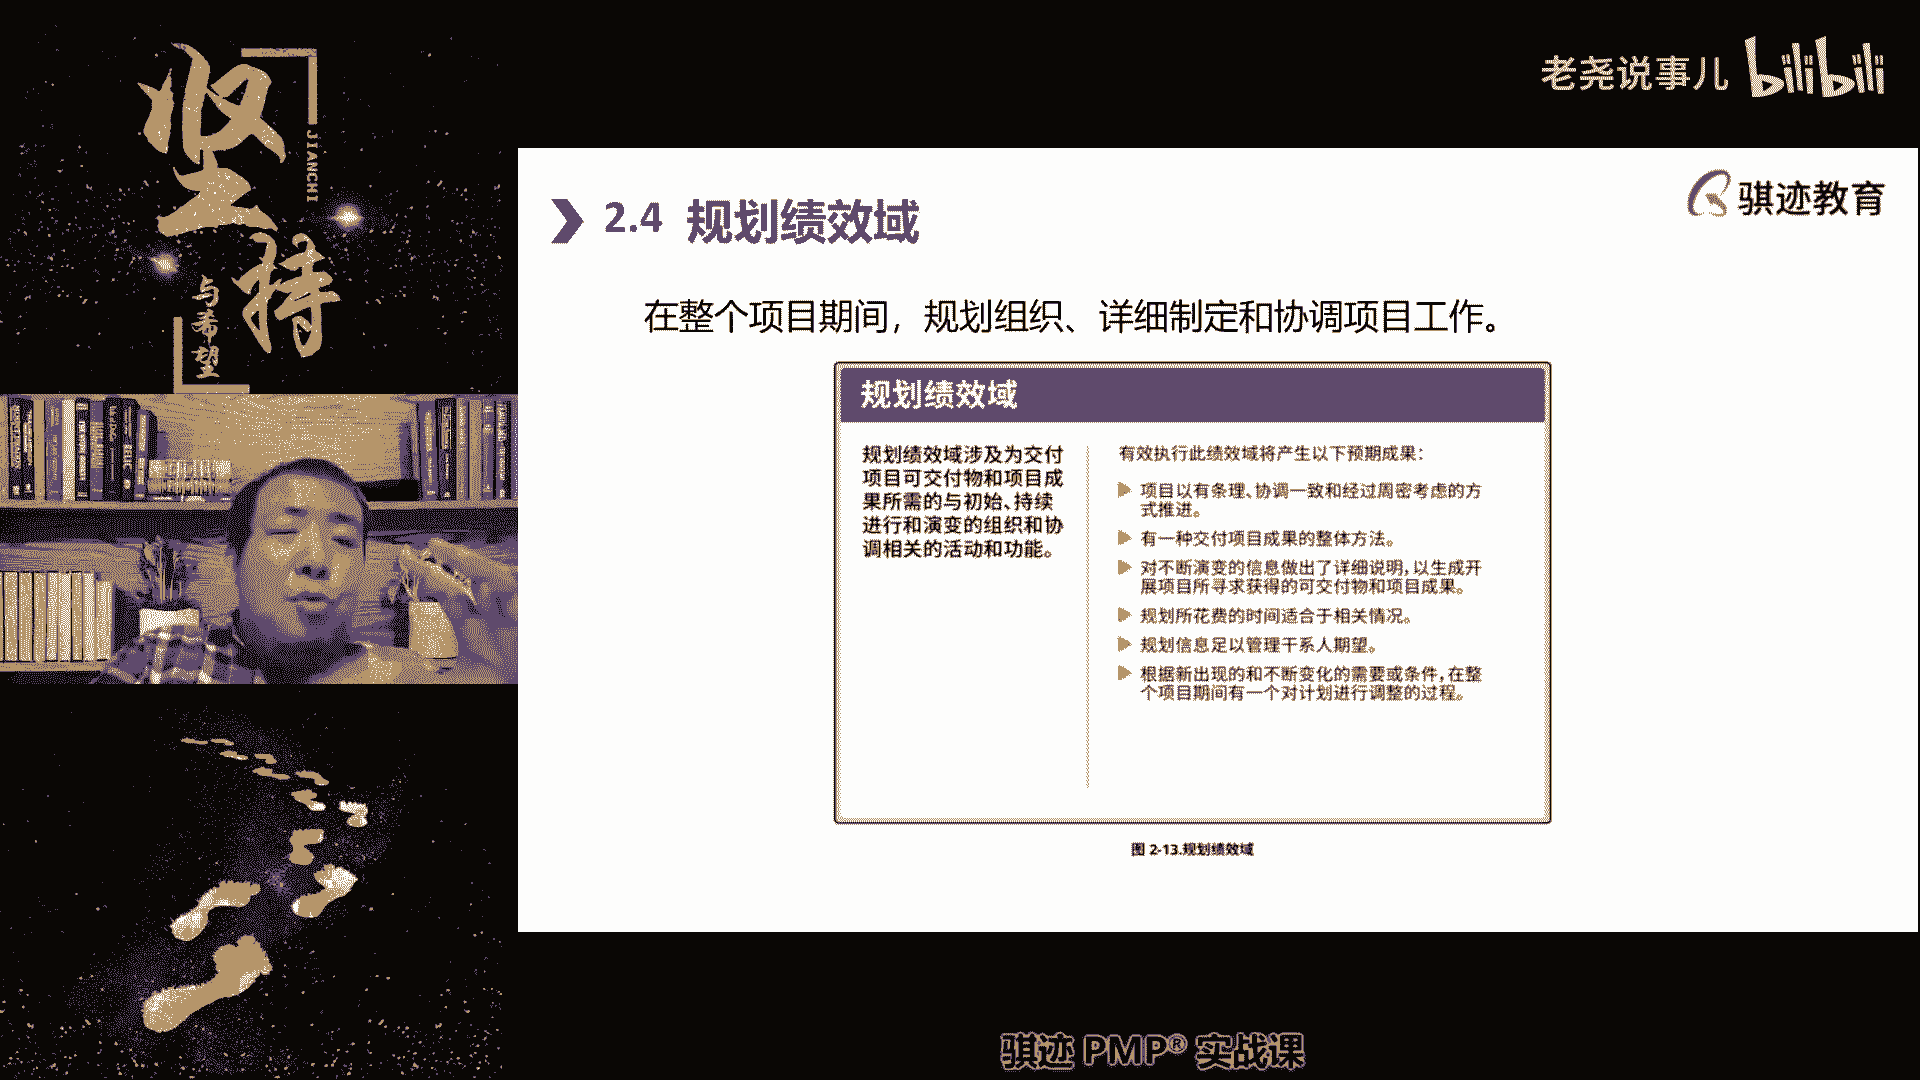 坚持
JIANCHI
与希望
老尧说事儿 bilibili
骐迹教育
2.4 规划绩效域
在整个项目期间，规划组织、详细制定和协调项目工作。
规划绩效域
规划绩效域涉及为交付
项目可交付物和项目成
果所需的与初始、持续
进行和演变的组织和协
调相关的活动和功能。
有效执行此绩效域将产生以下预期成果：
项目以有条理、协调一致和经过周密考虑的方
式推进。
有一种交付项目成果的整体方法。
对不断演变的信息做出了详细说明，以生成开
展项目所寻求获得的可交付物和项目成果。
规划所花费的时间适合于相关情况。
规划信息足以管理干系人期望。
根据新出现的和不断变化的需要或条件，在整
个项目期间有一个对计划进行调整的过程。
图 2-13.规划绩效域
骐迹 PMP® 实战课